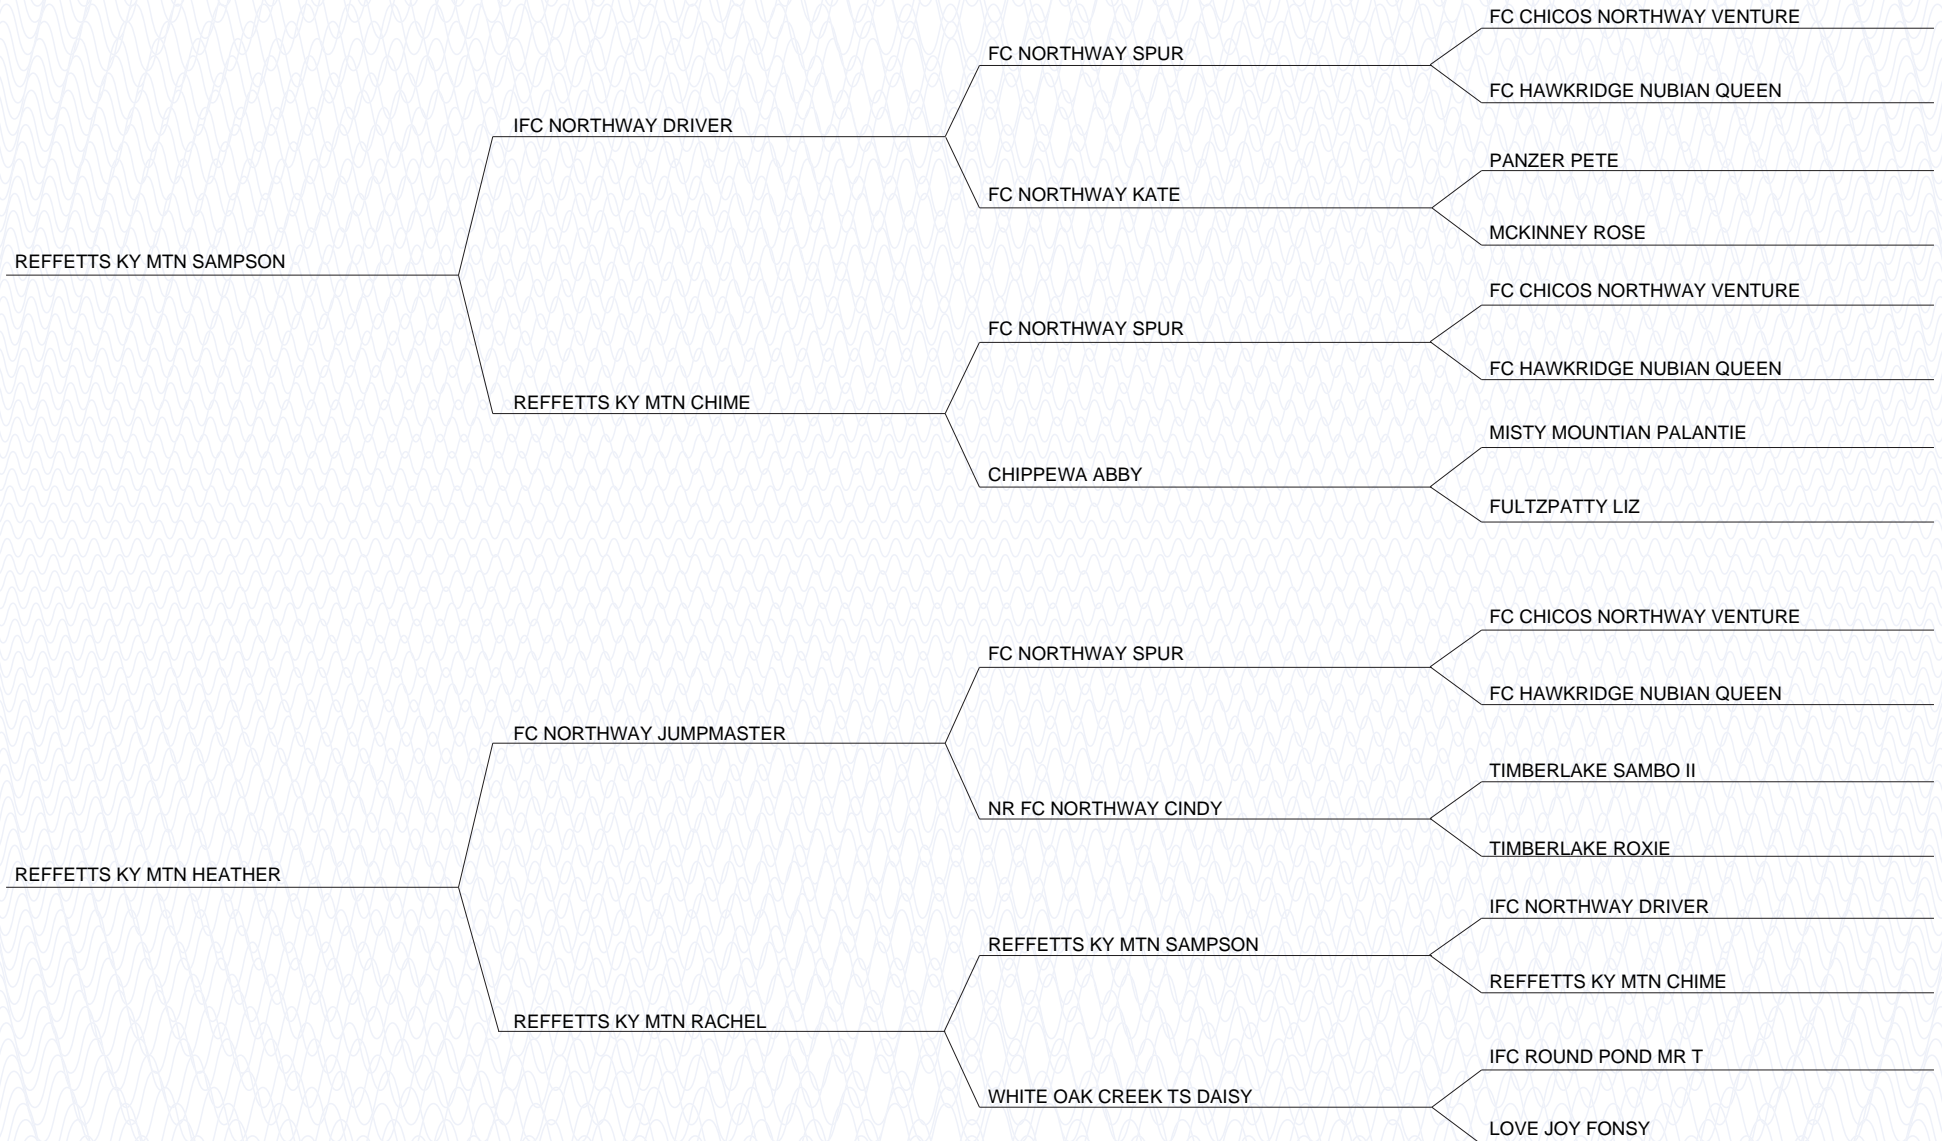 FC CHICOS NORTHWAY VENTURE
FC NORTHWAY SPUR
FC HAWKRIDGE NUBIAN QUEEN
IFC NORTHWAY DRIVER
PANZER PETE
FC NORTHWAY KATE
MCKINNEY ROSE
REFFETTS KY MTN SAMPSON
FC CHICOS NORTHWAY VENTURE
FC NORTHWAY SPUR
FC HAWKRIDGE NUBIAN QUEEN
REFFETTS KY MTN CHIME
MISTY MOUNTIAN PALANTIE
CHIPPEWA ABBY
FULTZPATTY LIZ
FC CHICOS NORTHWAY VENTURE
FC NORTHWAY SPUR
FC HAWKRIDGE NUBIAN QUEEN
FC NORTHWAY JUMPMASTER
TIMBERLAKE SAMBO II
NR FC NORTHWAY CINDY
TIMBERLAKE ROXIE
REFFETTS KY MTN HEATHER
IFC NORTHWAY DRIVER
REFFETTS KY MTN SAMPSON
REFFETTS KY MTN CHIME
REFFETTS KY MTN RACHEL
IFC ROUND POND MR T
WHITE OAK CREEK TS DAISY
LOVE JOY FONSY